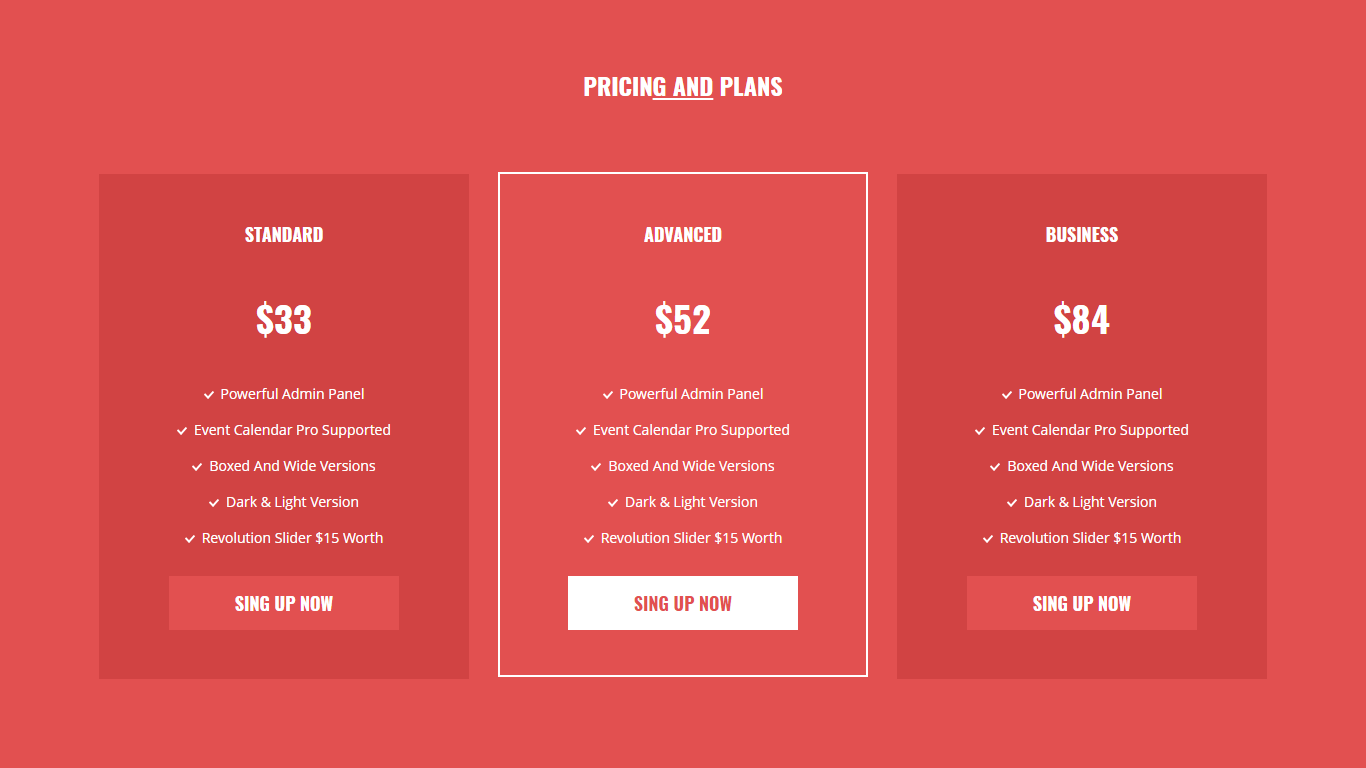 PRICING AND PLANS
STANDARD
$33
Powerful Admin Panel
Event Calendar Pro Supported
Boxed And Wide Versions
Dark & Light Version
Revolution Slider $15 Worth
SING UP NOW
ADVANCED
$52
Powerful Admin Panel
Event Calendar Pro Supported
Boxed And Wide Versions
Dark & Light Version
Revolution Slider $15 Worth
SING UP NOW
BUSINESS
$84
Powerful Admin Panel
Event Calendar Pro Supported
Boxed And Wide Versions
Dark & Light Version
Revolution Slider $15 Worth
SING UP NOW